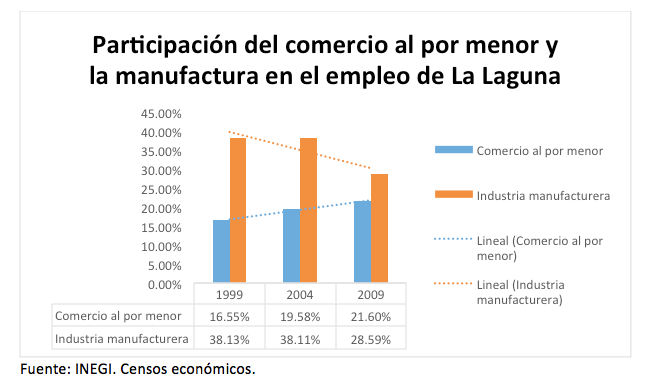 Participación del comercio al por menor y
la manufactura en el empleo de La Laguna
45.00%
40.00%
35.00%
30.00%
25.00%
20.00%
15.00%
10.00%
5.00%
0.00%
Comercio al por menor
Industria manufacturera
Lineal (Comercio al por
menor)
Lineal (Industria
manufacturera)
1999 2004 2009
Comercio al por menor 16.55% 19.58% 21.60%
Industria manufacturera 38.13% 38.11% 28.59%
Fuente: INEGI. Censos económicos.